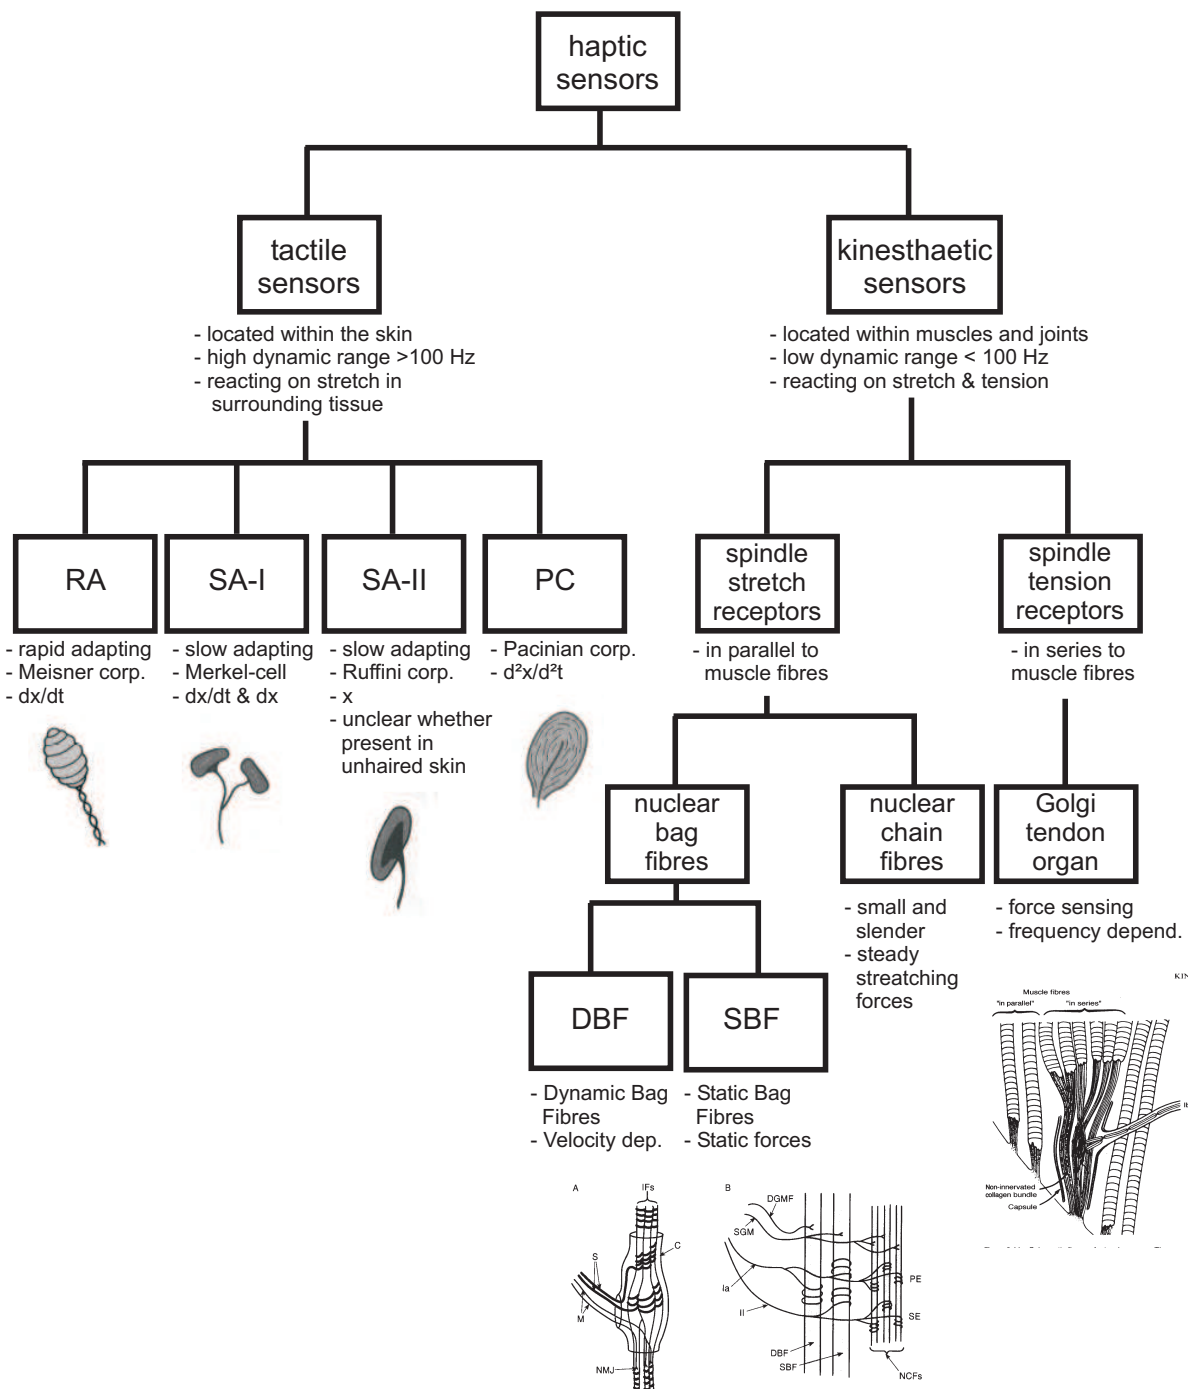 haptic
sensors
tactile
sensors
- located within the skin
- high dynamic range >100 Hz
- reacting on stretch in
surrounding tissue
kinesthaetic
sensors
- located within muscles and joints
- low dynamic range < 100 Hz
- reacting on stretch & tension
RA
- rapid adapting
- Meisner corp.
- dx/dt
SA-I
- slow adapting
- Merkel-cell
- dx/dt & dx
SA-II
- slow adapting
- Ruffini corp.
- x
- unclear whether
present in
unhaired skin
PC
- Pacinian corp.
- d²x/d²t
spindle
stretch
receptors
- in parallel to
muscle fibres
spindle
tension
receptors
- in series to
muscle fibres
nuclear
bag
fibres
nuclear
chain
fibres
- small and
slender
- steady
streatching
forces
Golgi
tendon
organ
- force sensing
- frequency depend.
DBF
- Dynamic Bag
Fibres
- Velocity dep.
SBF
- Static Bag
Fibres
- Static forces
KIN
Muscle fibres
"in parallel"
"in series"
Ib
Non-innervated
collagen bundle
Capsule
A
IFs
C
S
M
NMJ
B
DGMF
SGM
Ia
II
PE
SE
DBF
SBF
NCFs